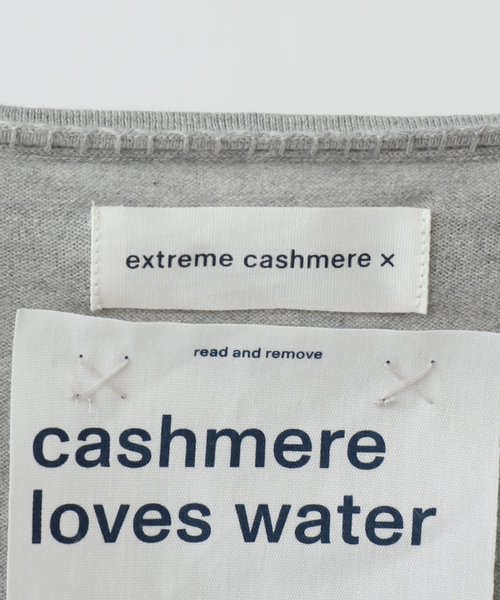 extreme cashmere ×
read and remove
cashmere
loves water